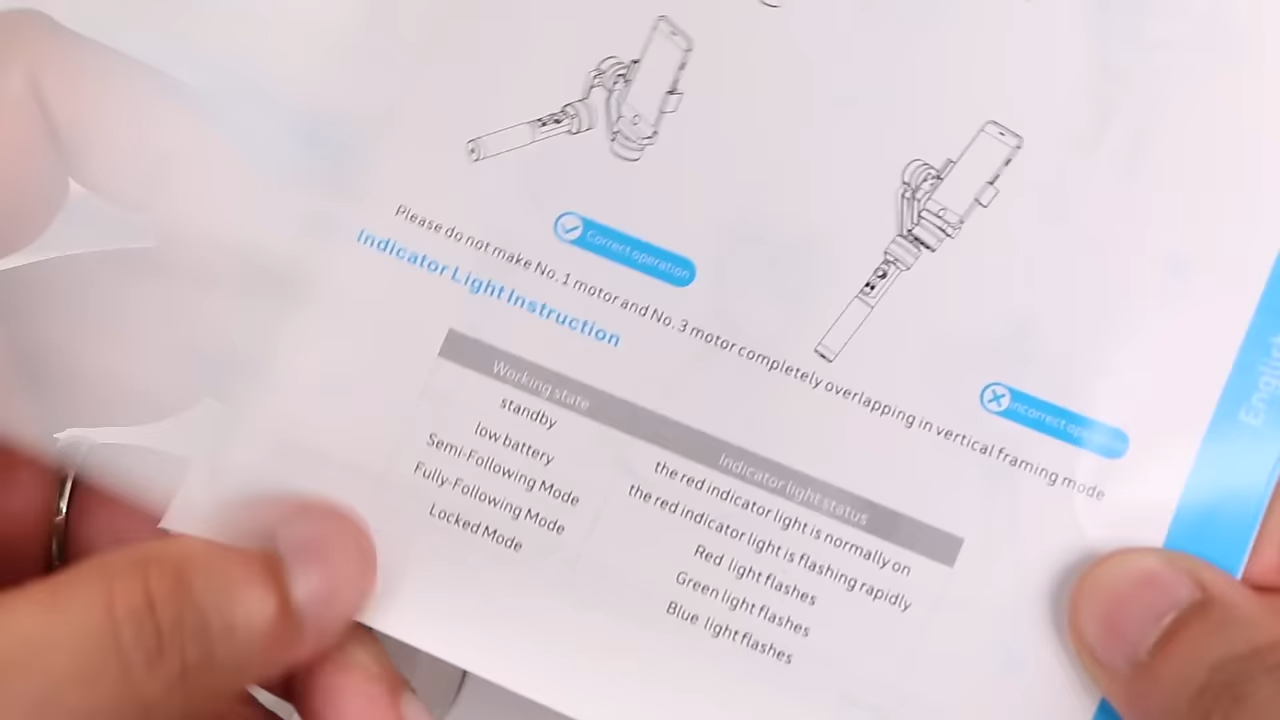 Correct operation
incorrect
Please do not make No. 1 motor and No. 3 motor completely overlapping in vertical framing mode
Indicator Light Instruction
Working state Indicator light status
standby the red indicator light is normally on
low battery the red indicator light is flashing rapidly
Semi-Following Mode Red light flashes
Fully-Following Mode Green light flashes
Locked Mode Blue light flashes
English